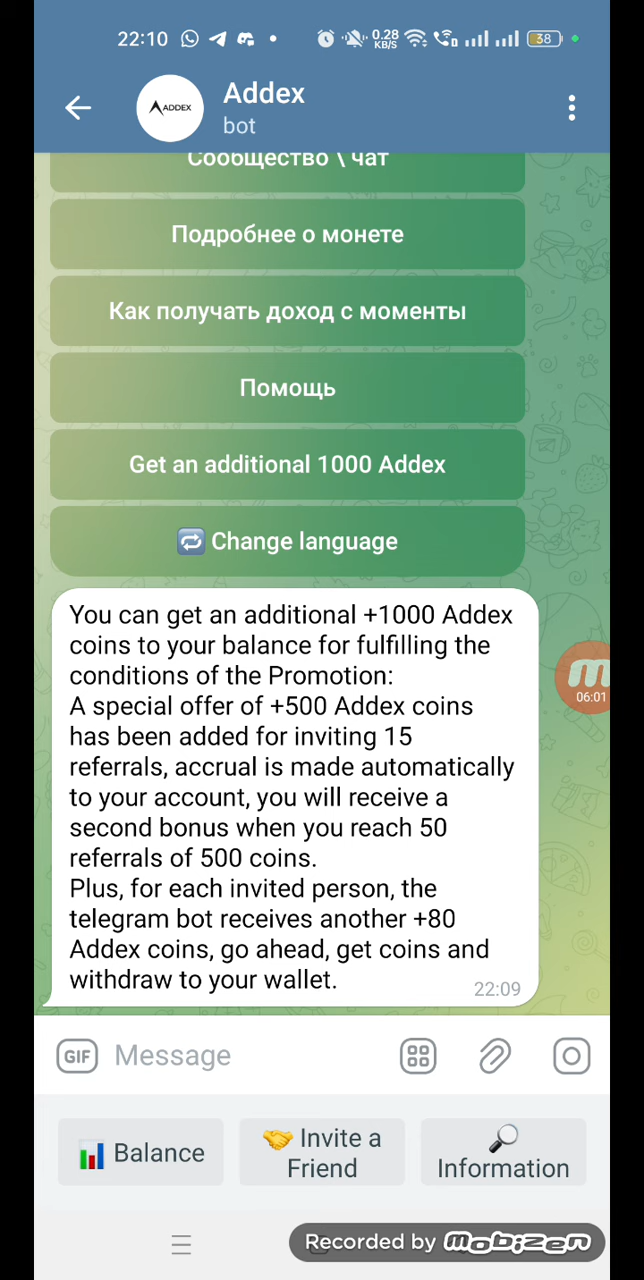 22:10
0.28
KB/S
38
ADDEX
Addex
bot
Сообщество \ чат
Подробнее о монете
Как получать доход с моменты
Помощь
Get an additional 1000 Addex
Change language
You can get an additional +1000 Addex
coins to your balance for fulfilling the
conditions of the Promotion:
A special offer of +500 Addex coins
has been added for inviting 15
referrals, accrual is made automatically
to your account, you will receive a
second bonus when you reach 50
referrals of 500 coins.
Plus, for each invited person, the
telegram bot receives another +80
Addex coins, go ahead, get coins and
withdraw to your wallet.
22:09
06:01
GIF Message
Balance
Invite a
Friend
Information
Recorded by mobizen